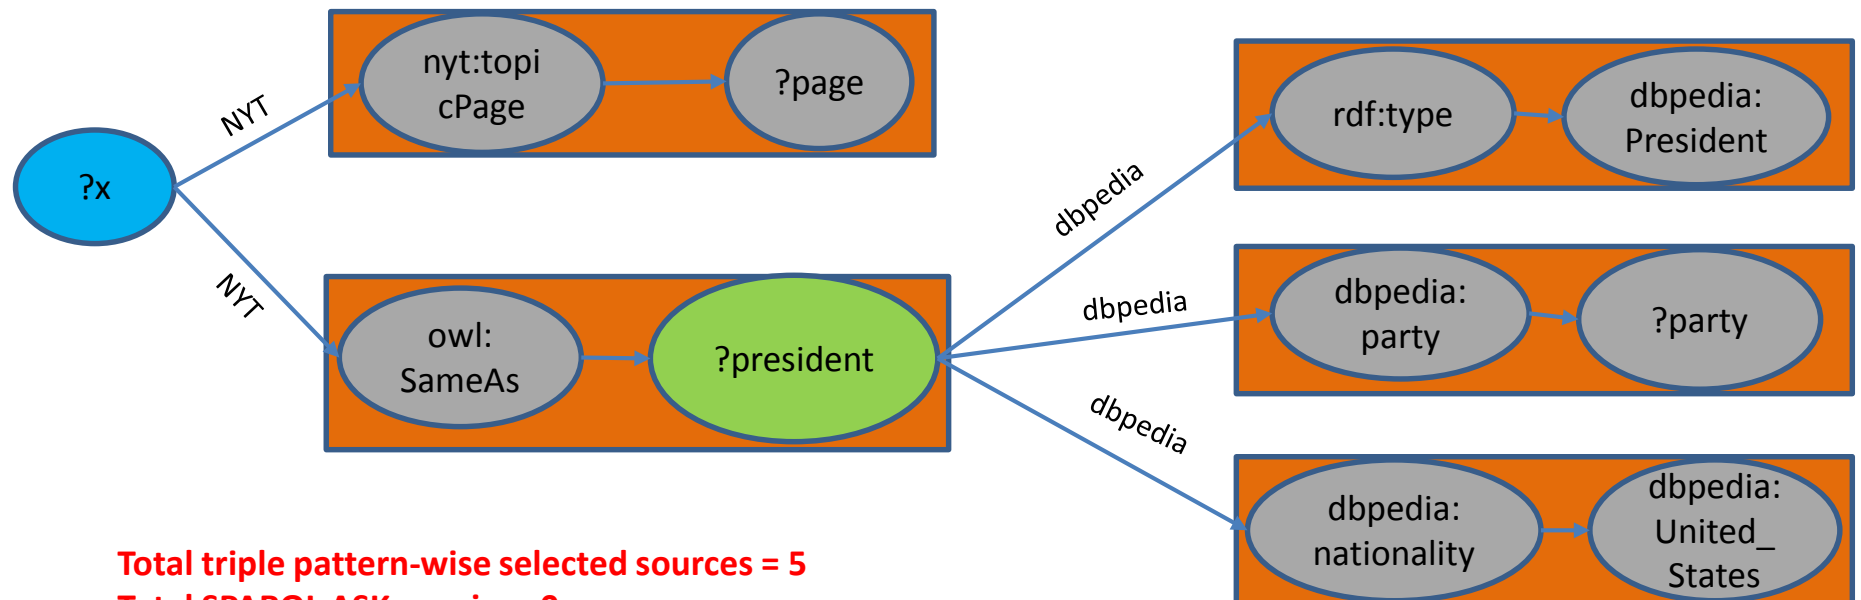 ?x
NYT
nyt:topi
cPage
?page
NYT
owl:
SameAs
?president
dbpedia
rdf:type
dbpedia:
President
dbpedia
dbpedia:
party
?party
dbpedia
dbpedia:
nationality
dbpedia:
United_
States
Total triple pattern-wise selected sources = 5